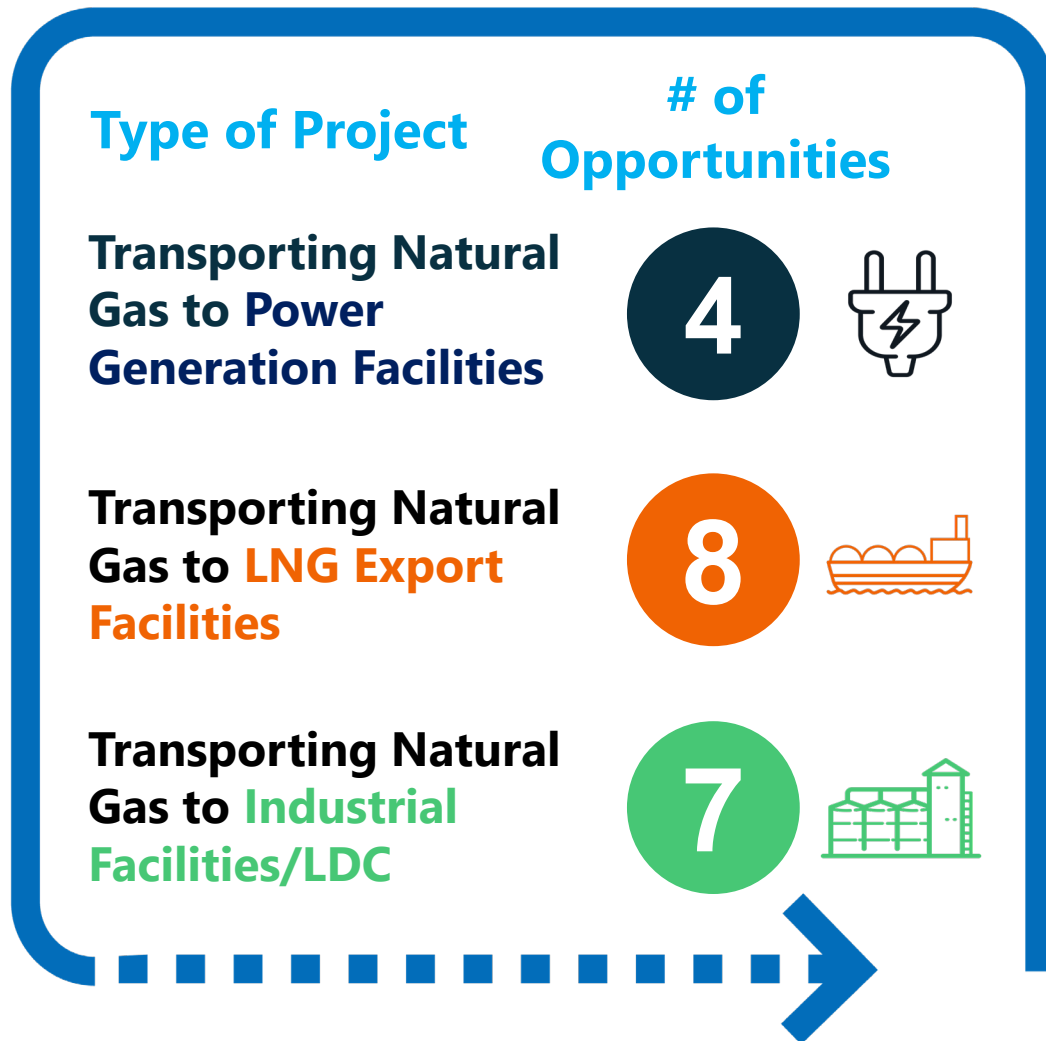 Type of Project
# of
Opportunities
Transporting Natural
Gas to Power
Generation Facilities
4
Transporting Natural
Gas to LNG Export
Facilities
8
Transporting Natural
Gas to Industrial
Facilities/LDC
7